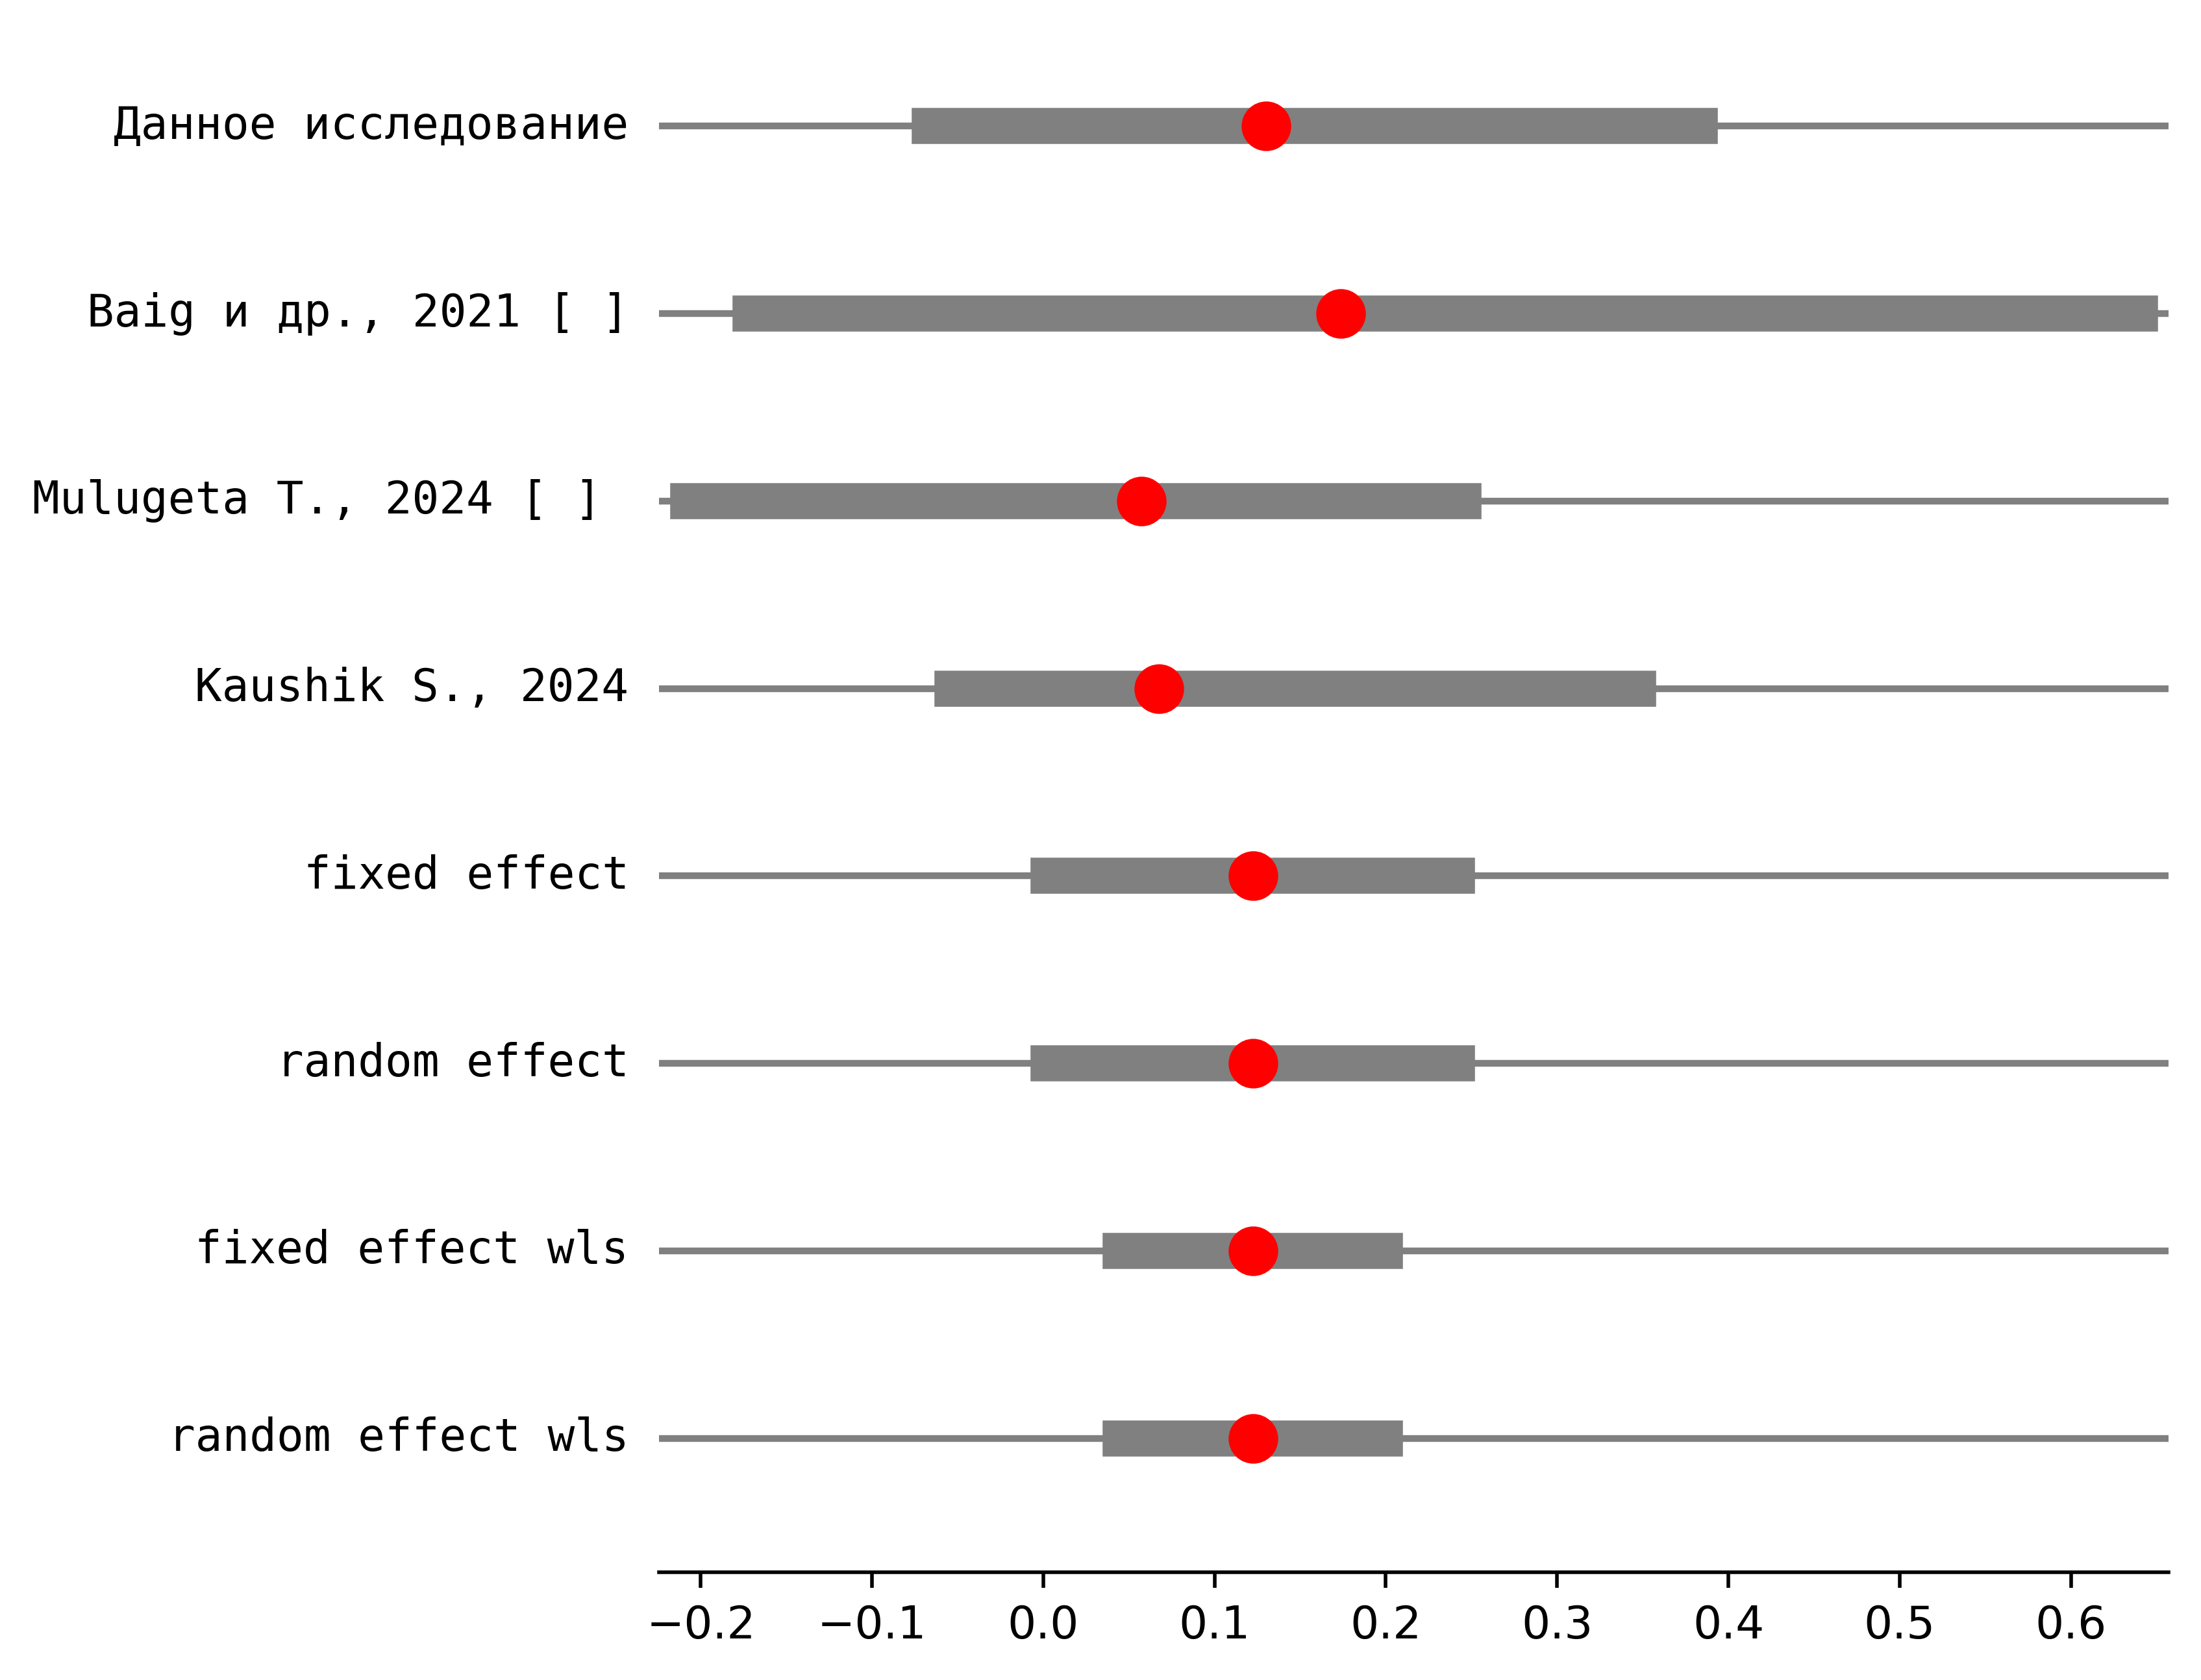 Данное исследование
Baig и др., 2021 [ ]
Mulugeta T., 2024 [ ]
Kaushik S., 2024
fixed effect
random effect
fixed effect wls
random effect wls
−0.2 −0.1 0.0 0.1 0.2 0.3 0.4 0.5 0.6